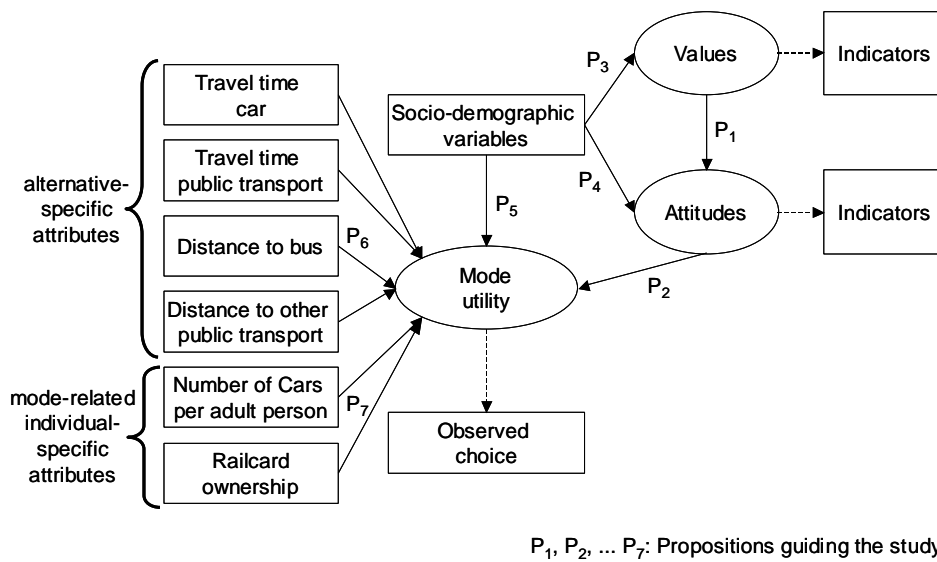 alternative-
specific
attributes
Travel time
car
Travel time
public transport
Distance to bus
Distance to other
public transport
mode-related
individual-
specific
attributes
Number of Cars
per adult person
Railcard
ownership
P6
P7
Socio-demographic
variables
P5
Mode
utility
Observed
choice
P3
P4
Values
P1
Attitudes
P2
Indicators
Indicators
P1, P2, ... P7: Propositions guiding the study